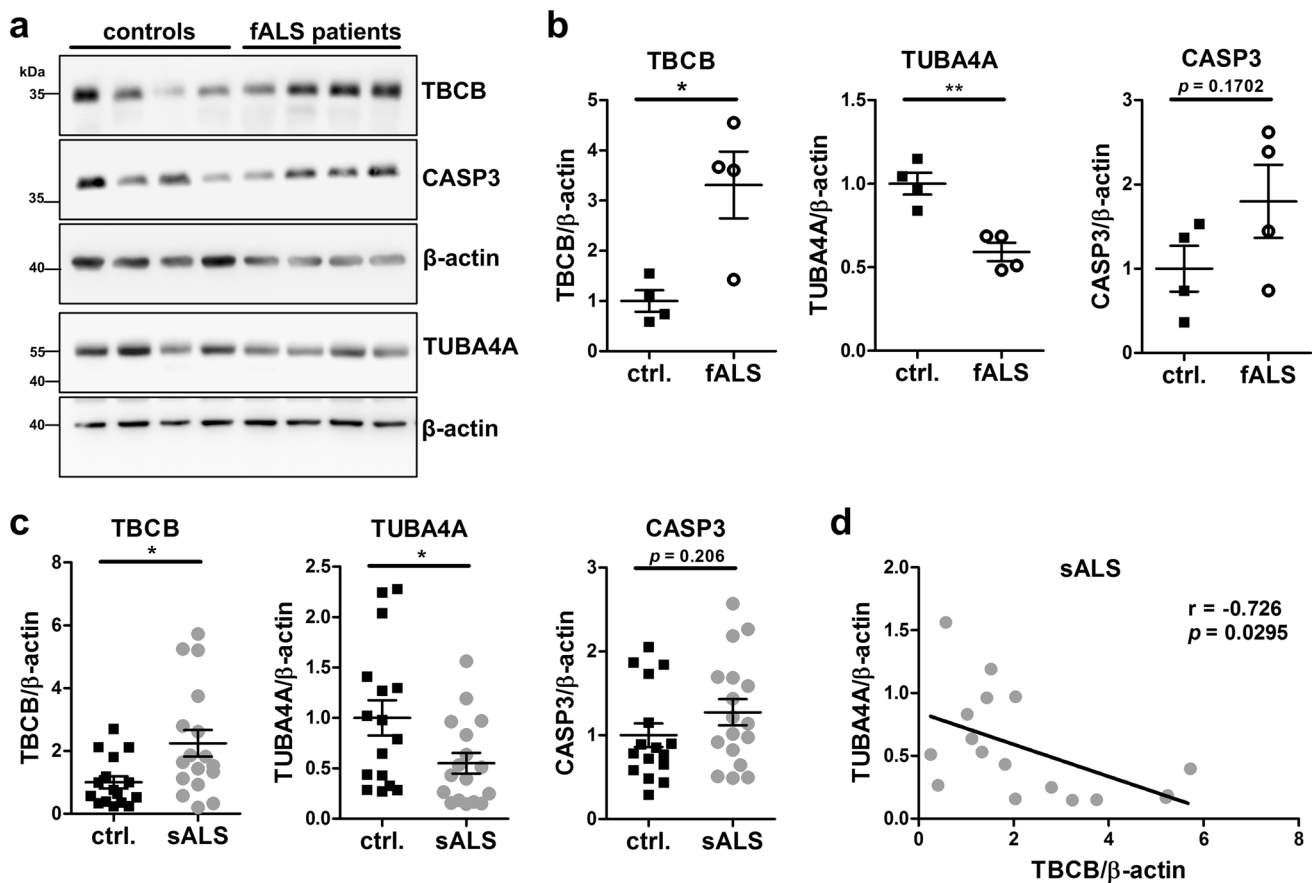 a
controls fALS patients
kDa
35
TBCB
35
CASP3
40
β-actin
55
40
TUBA4A
40
β-actin
b
TBCB
*
TBCB/β-actin
5
4
3
2
1
0
ctrl. fALS
TUBA4A
**
TUBA4A/β-actin
1.5
1.0
0.5
0.0
ctrl. fALS
CASP3
p = 0.1702
CASP3/β-actin
3
2
1
0
ctrl. fALS
c
TBCB
*
TBCB/β-actin
8
6
4
2
0
ctrl. sALS
TUBA4A
*
TUBA4A/β-actin
2.5
2.0
1.5
1.0
0.5
0.0
ctrl. sALS
CASP3
p = 0.206
CASP3/β-actin
3
2
1
0
ctrl. sALS
d
sALS
r = -0.726
p = 0.0295
TUBA4A/β-actin
2.0
1.5
1.0
0.5
0.0
0 2 4 6 8
TBCB/β-actin